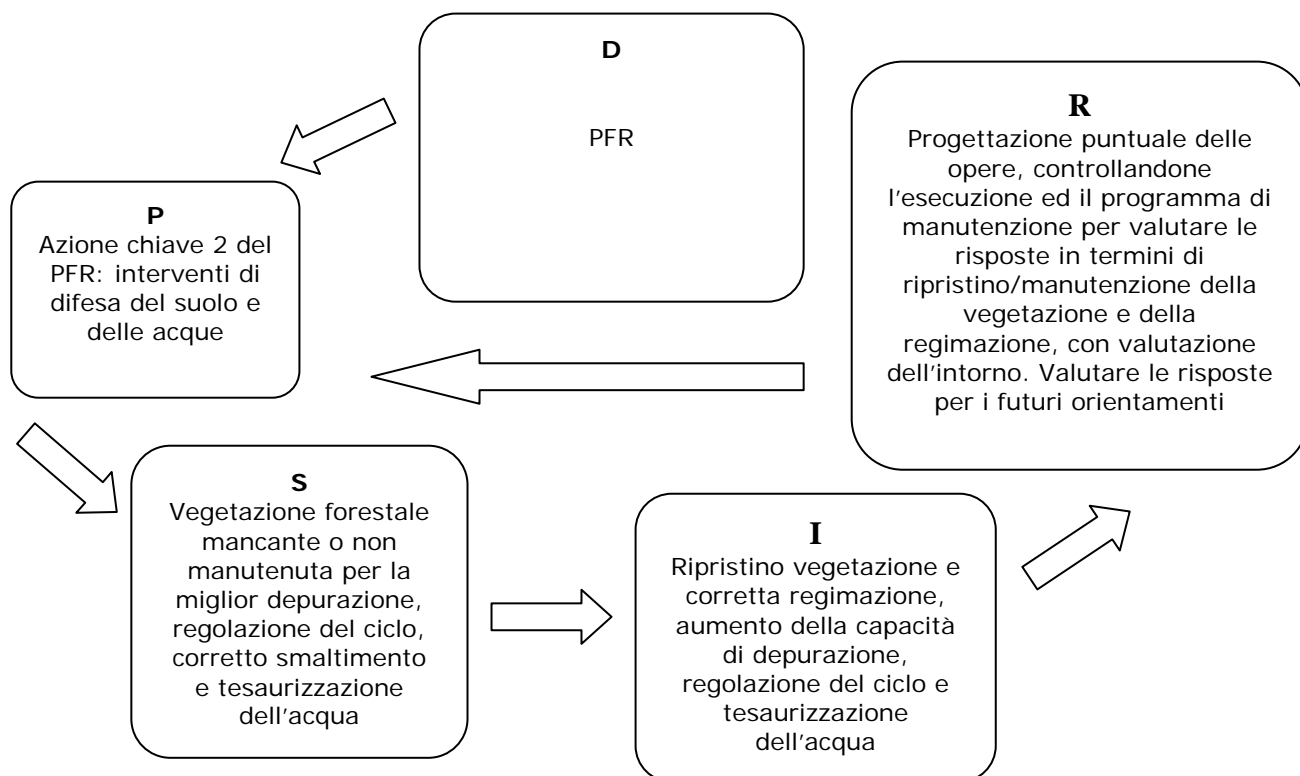 D
PFR
P
Azione chiave 2 del
PFR: interventi di
difesa del suolo e
delle acque
S
Vegetazione forestale
mancante o non
manutenuta per la
miglior depurazione,
regolazione del ciclo,
corretto smaltimento
e tesaurizzazione
dell'acqua
I
Ripristino vegetazione e
corretta regimazione,
aumento della capacità
di depurazione,
regolazione del ciclo e
tesaurizzazione
dell'acqua
R
Progettazione puntuale delle
opere, controllandone
l'esecuzione ed il programma di
manutenzione per valutare le
risposte in termini di
ripristino/manutenzione della
vegetazione e della
regimazione, con valutazione
dell'intorno. Valutare le risposte
per i futuri orientamenti